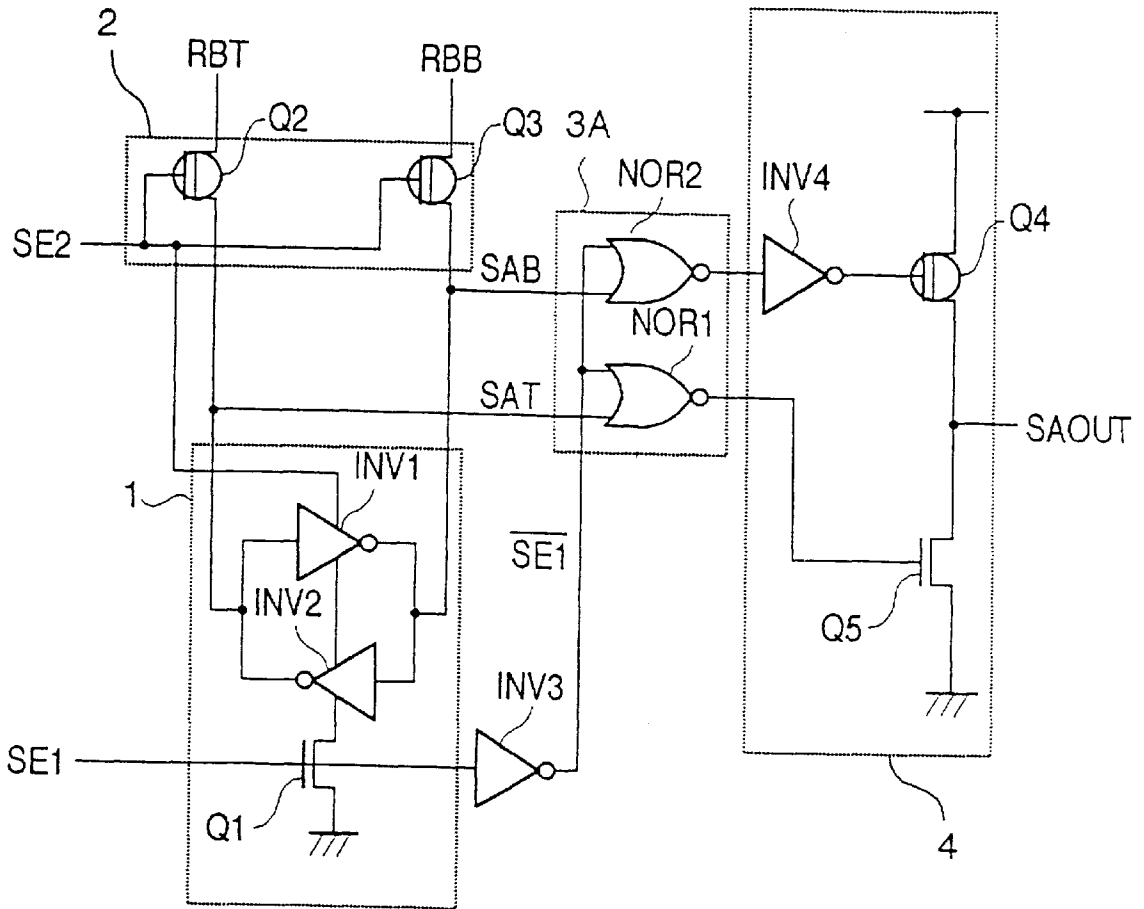 2
RBT
RBB
Q2
Q3
3A
NOR2
INV4
Q4
SE2
SAB
NOR1
SAT
SAOUT
1
INV1
SE1
INV2
Q5
INV3
SE1
Q1
4